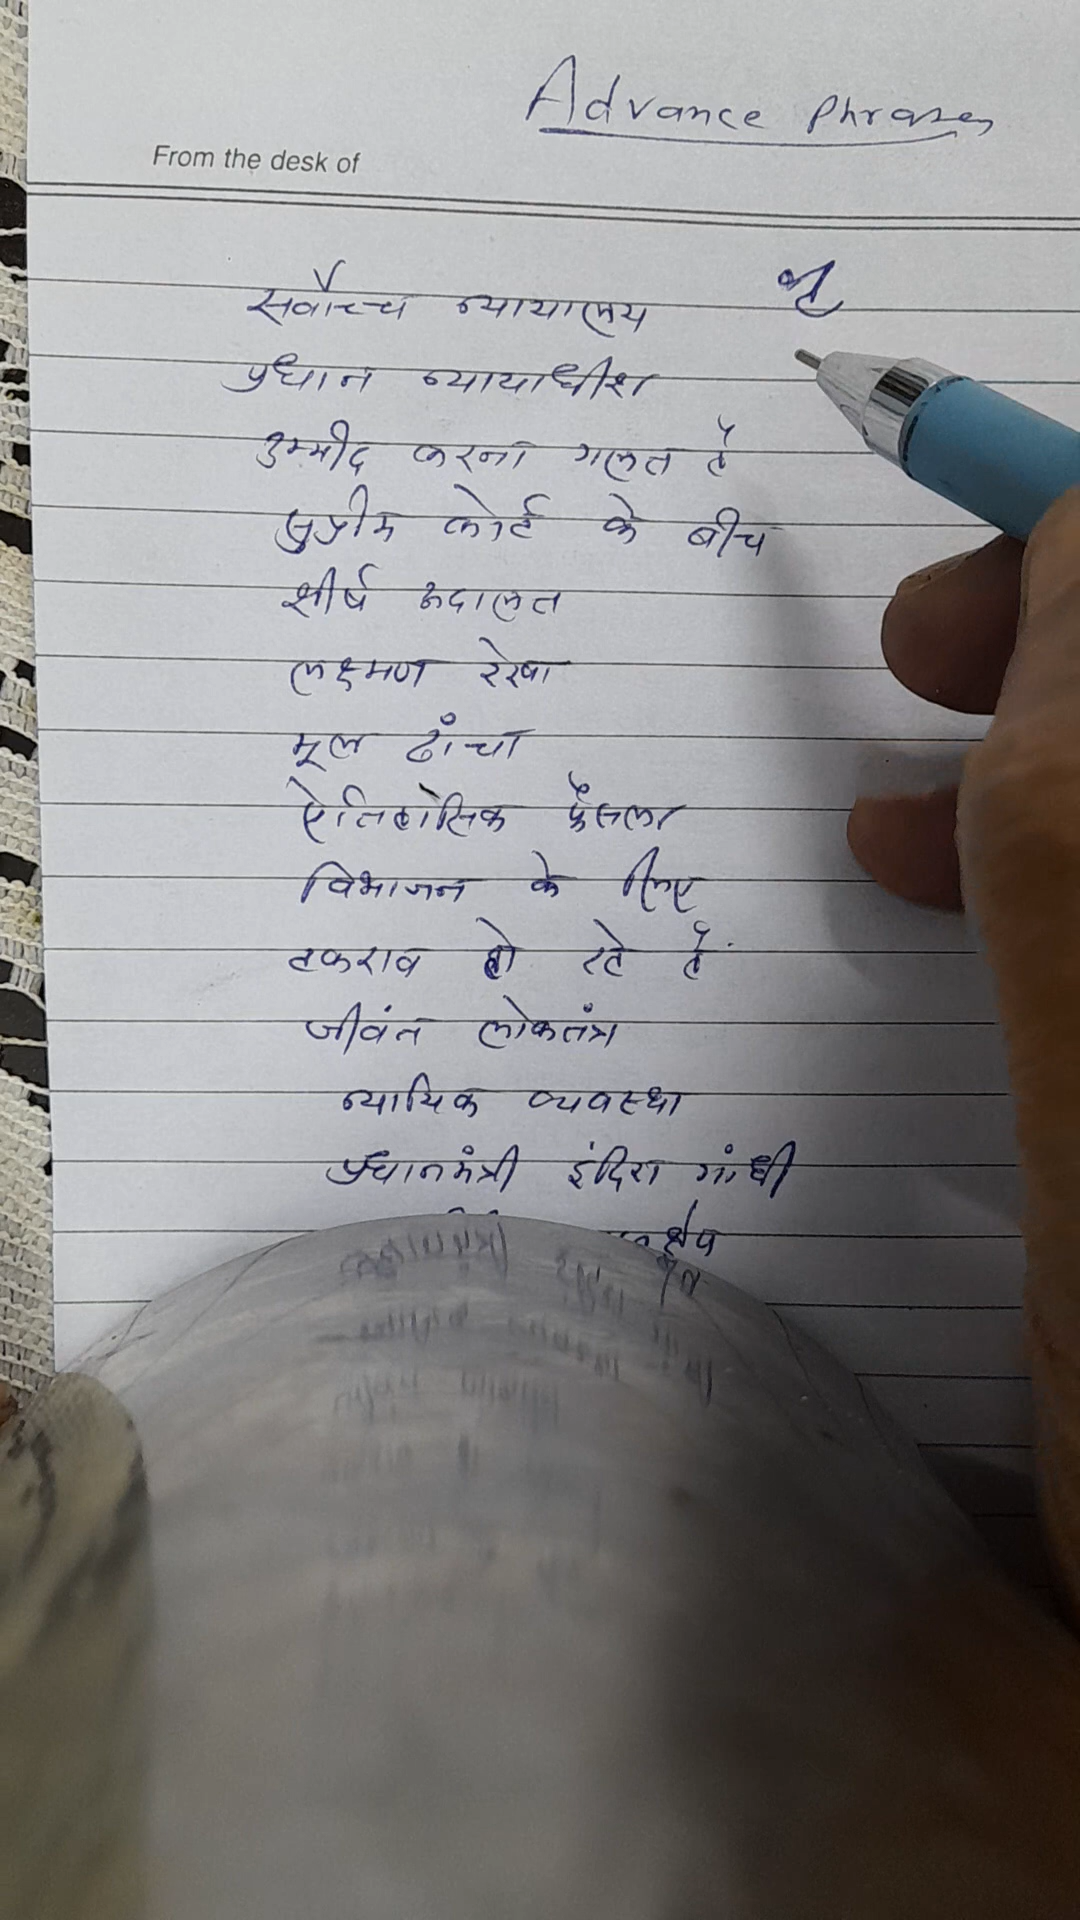 Advance Phrases
From the desk of
सर्वोच्च न्यायालय
प्रधान न्यायाधीश
उम्मीद करना गलत है
सुप्रीम कोर्ट के बीच
शीर्ष अदालत
लक्ष्मण रेखा
मूल ढांचा
ऐतिहासिक फैसला
विभाजन के लिए
टकराव हो रहे हैं
जीवंत लोकतंत्र
न्यायिक व्यवस्था
प्रधानमंत्री इंदिरा गांधी